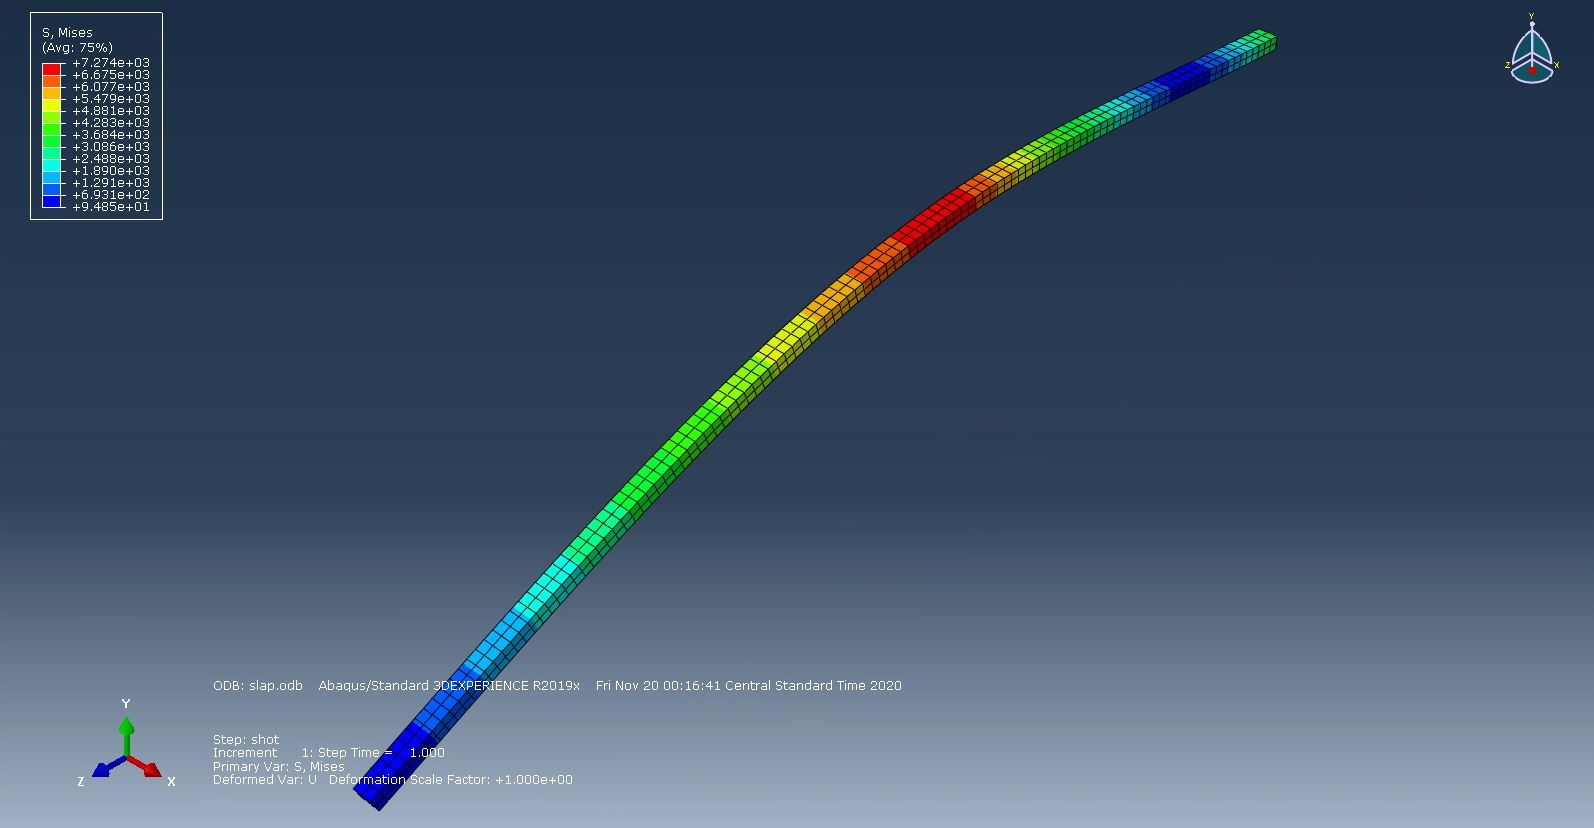 S, Mises
(Avg: 75%)
+7.274e+03
+6.675e+03
+6.077e+03
+5.479e+03
+4.881e+03
+4.283e+03
+3.684e+03
+3.086e+03
+2.488e+03
+1.890e+03
+1.291e+03
+6.931e+02
+9.485e+01
Y
Z X
ODB: slap.odb Abaqus/Standard 3DEXPERIENCE R2019x Fri Nov 20 00:16:41 Central Standard Time 2020
Y
Z X
Step: shot
Increment 1: Step Time = 1.000
Primary Var: S, Mises
Deformed Var: U Deformation Scale Factor: +1.000e+00